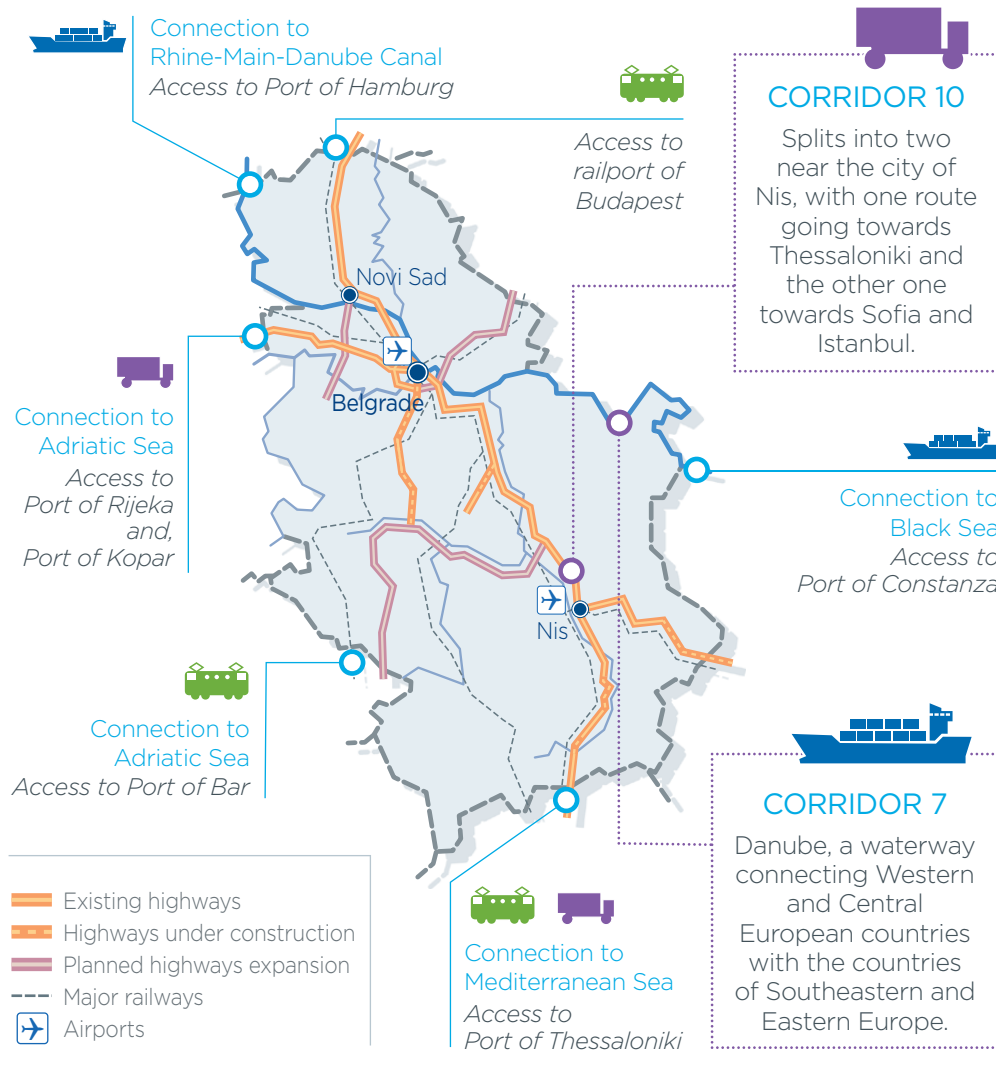 Connection to
Rhine-Main-Danube Canal
Access to Port of Hamburg
Access to
railport of
Budapest
CORRIDOR 10
Splits into two
near the city of
Nis, with one route
going towards
Thessaloniki and
the other one
towards Sofia and
Istanbul.
Novi Sad
Belgrade
Connection to
Adriatic Sea
Access to
Port of Rijeka
and,
Port of Kopar
Connection to
Black Sea
Access to
Port of Constanza
Nis
Connection to
Adriatic Sea
Access to Port of Bar
CORRIDOR 7
Danube, a waterway
connecting Western
and Central
European countries
with the countries
of Southeastern and
Eastern Europe.
Existing highways
Highways under construction
Planned highways expansion
Major railways
Airports
Connection to
Mediterranean Sea
Access to
Port of Thessaloniki